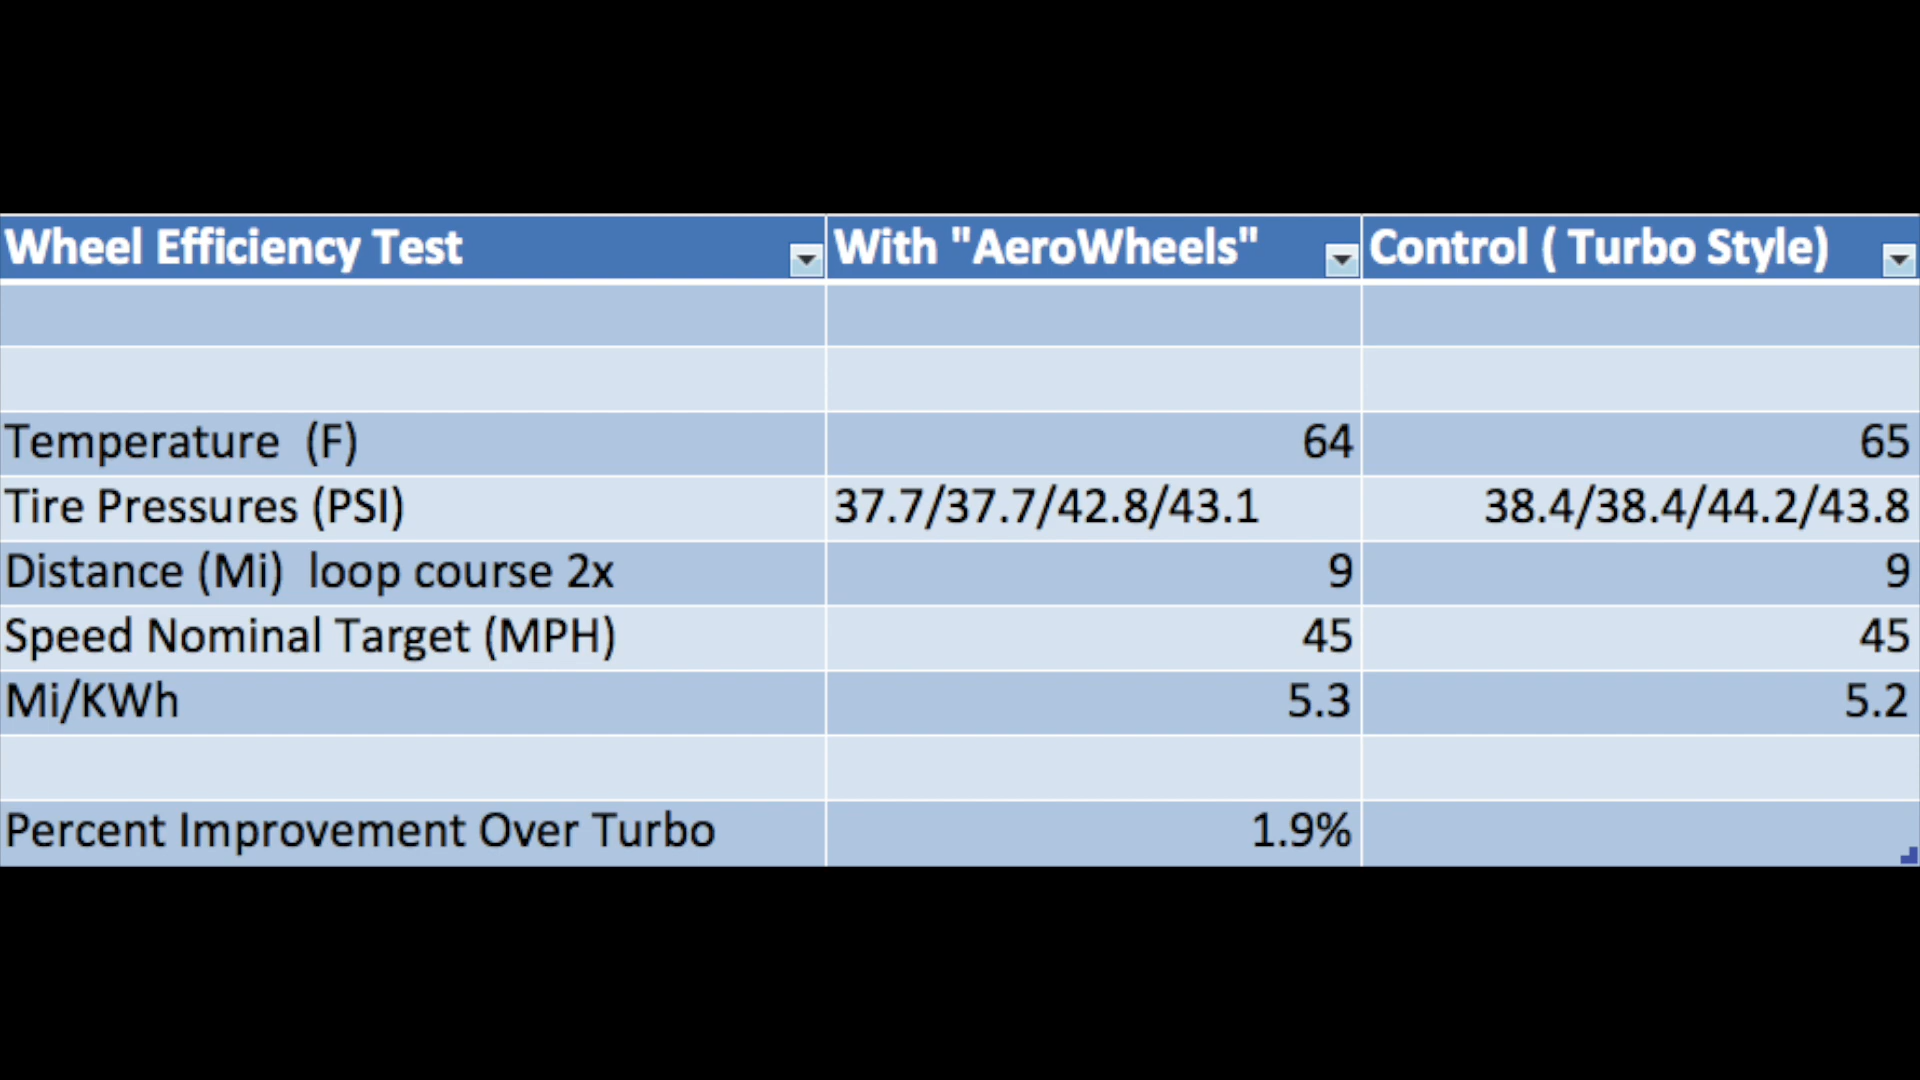 Wheel Efficiency Test With "AeroWheels" Control ( Turbo Style)
Temperature (F) 64 65
Tire Pressures (PSI) 37.7/37.7/42.8/43.1 38.4/38.4/44.2/43.8
Distance (Mi) loop course 2x 9 9
Speed Nominal Target (MPH) 45 45
Mi/KWh 5.3 5.2
Percent Improvement Over Turbo 1.9%